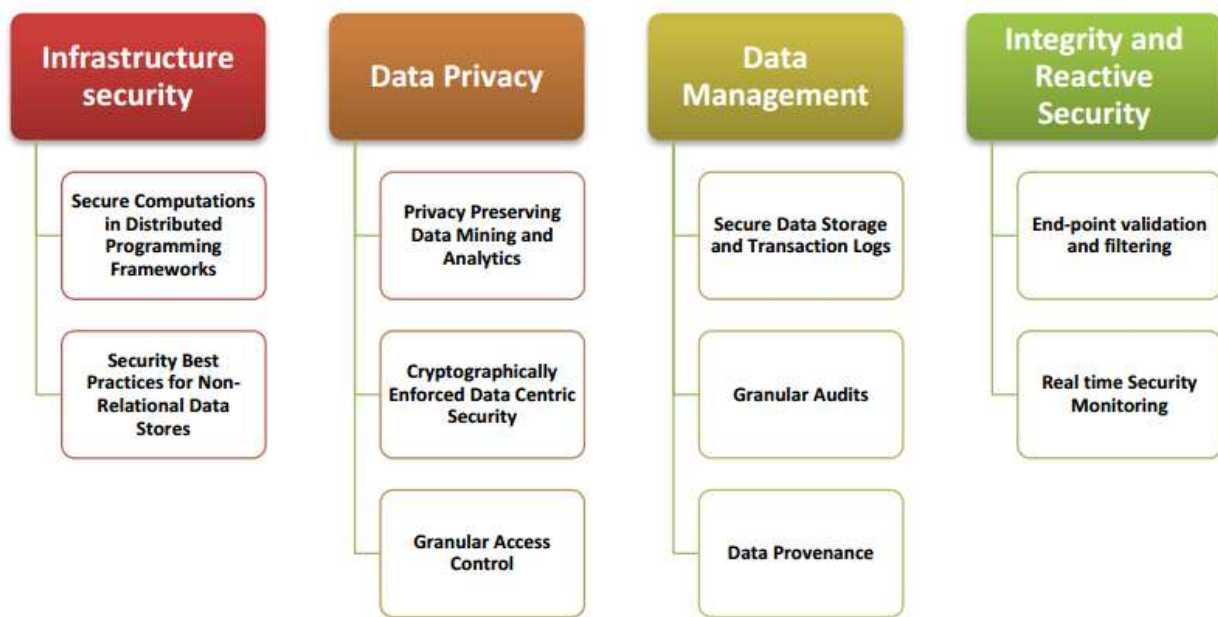 Infrastructure
security
Secure Computations
in Distributed
Programming
Frameworks
Security Best
Practices for Non-
Relational Data
Stores
Data Privacy
Privacy Preserving
Data Mining and
Analytics
Cryptographically
Enforced Data Centric
Security
Granular Access
Control
Data
Management
Secure Data Storage
and Transaction Logs
Granular Audits
Data Provenance
Integrity and
Reactive
Security
End-point validation
and filtering
Real time Security
Monitoring